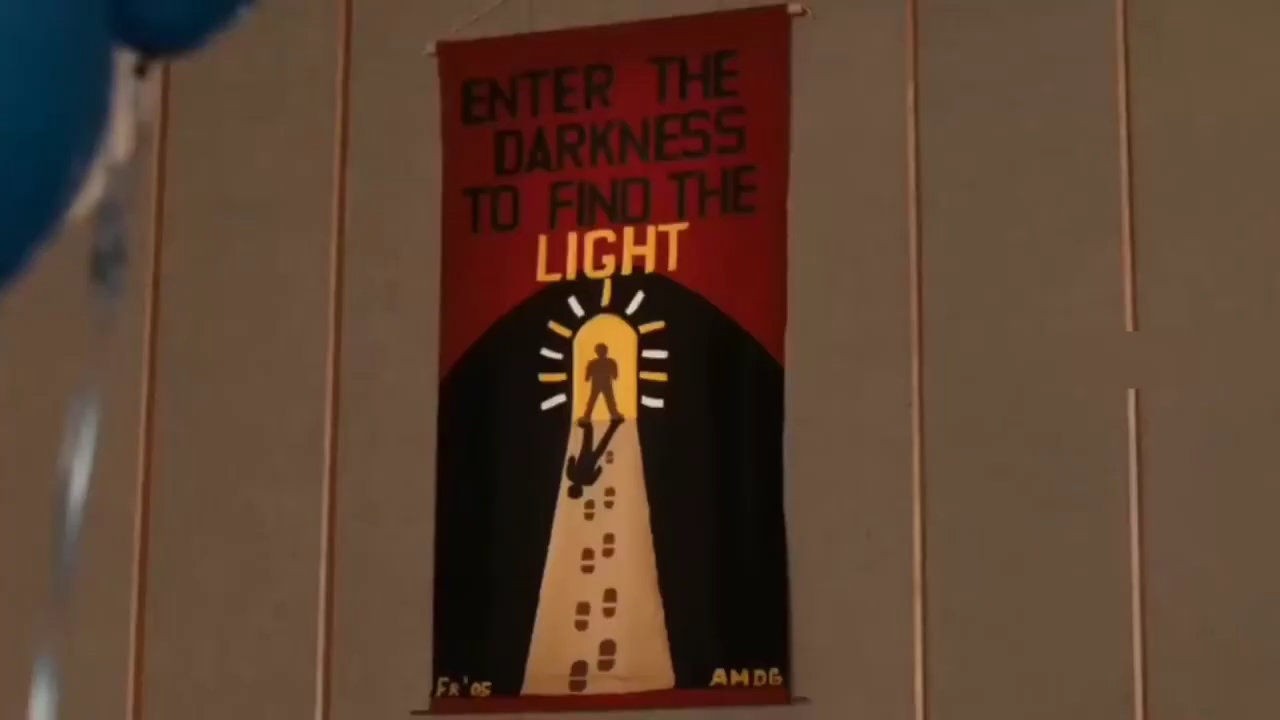 ENTER THE
DARKNESS
TO FIND THE
LIGHT
FR '05
AMDG